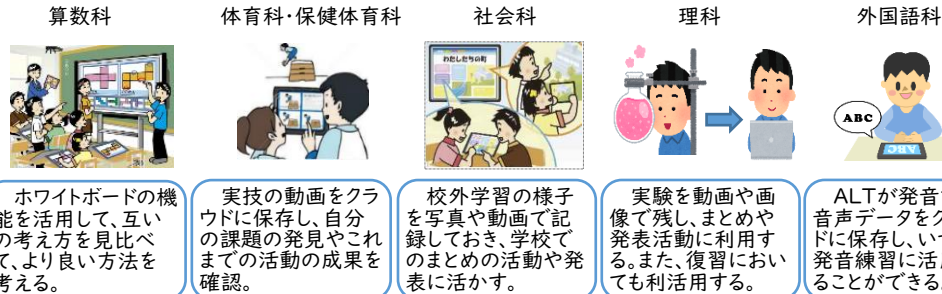 算数科
体育科・保健体育科
社会科
理科
外国語科
わたしたちの町
ABC
ABC
ホワイトボードの機
能を活用して、互い
の考え方を見比べ
て、より良い方法を
考える。
実技の動画をクラ
ウドに保存し、自分
の課題の発見やこれ
までの活動の成果を
確認。
校外学習の様子
を写真や動画で記
録しておき、学校で
のまとめの活動や発
表に活かす。
実験を動画や画
像で残し、まとめや
発表活動に利用す
る。また、復習におい
ても利活用する。
ALTが発音
音声データをク
ドに保存し、い
発音練習に活
ることができる